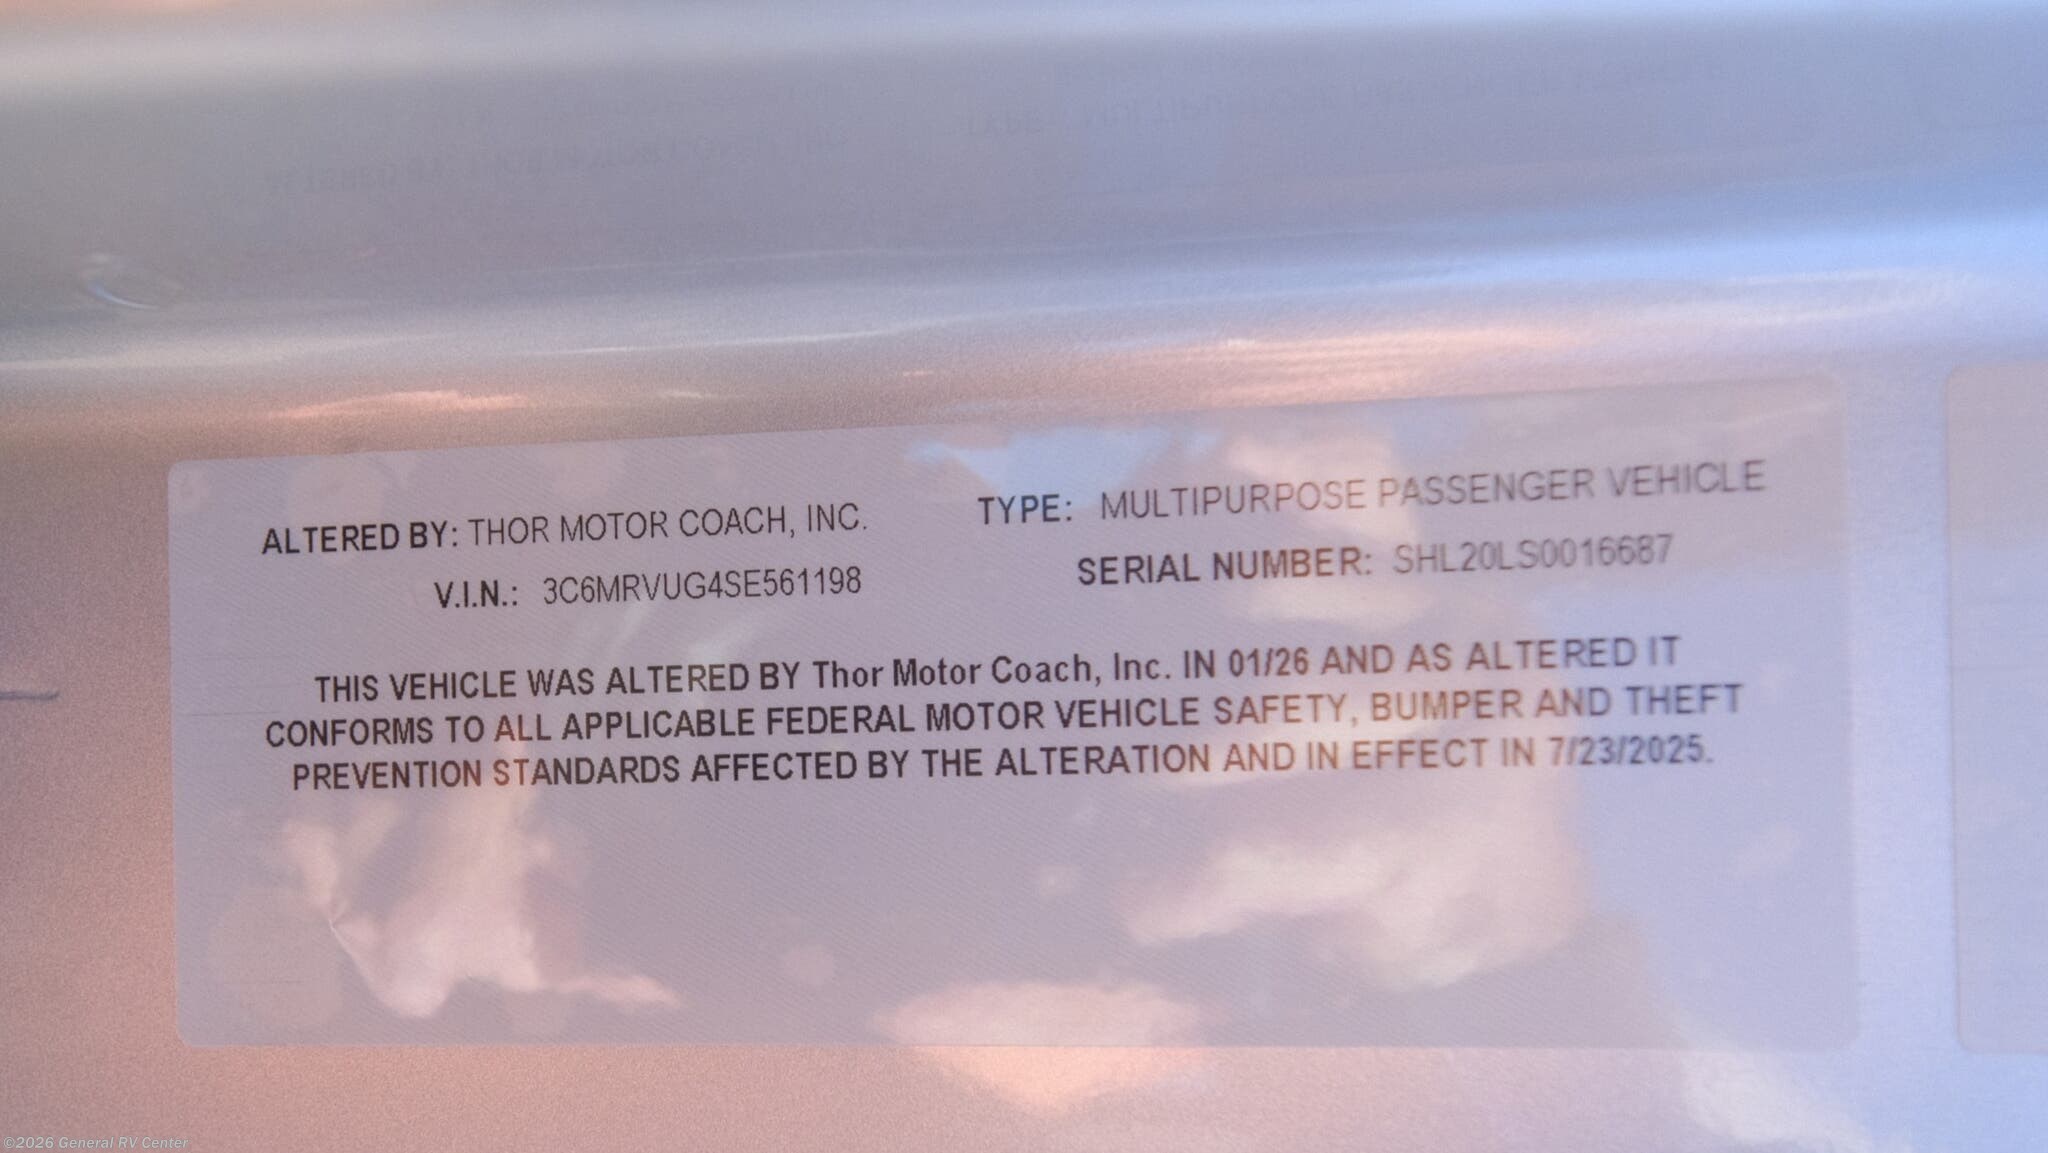 ALTERED BY: THOR MOTOR COACH, INC. TYPE: MULTIPURPOSE PASSENGER VEHICLE
V.I.N.: 3C6MRVUG4SE561198 SERIAL NUMBER: SHL20LS0016687
THIS VEHICLE WAS ALTERED BY Thor Motor Coach, Inc. IN 01/26 AND AS ALTERED IT
CONFORMS TO ALL APPLICABLE FEDERAL MOTOR VEHICLE SAFETY, BUMPER AND THEFT
PREVENTION STANDARDS AFFECTED BY THE ALTERATION AND IN EFFECT IN 7/23/2025.
©2026 General RV Center